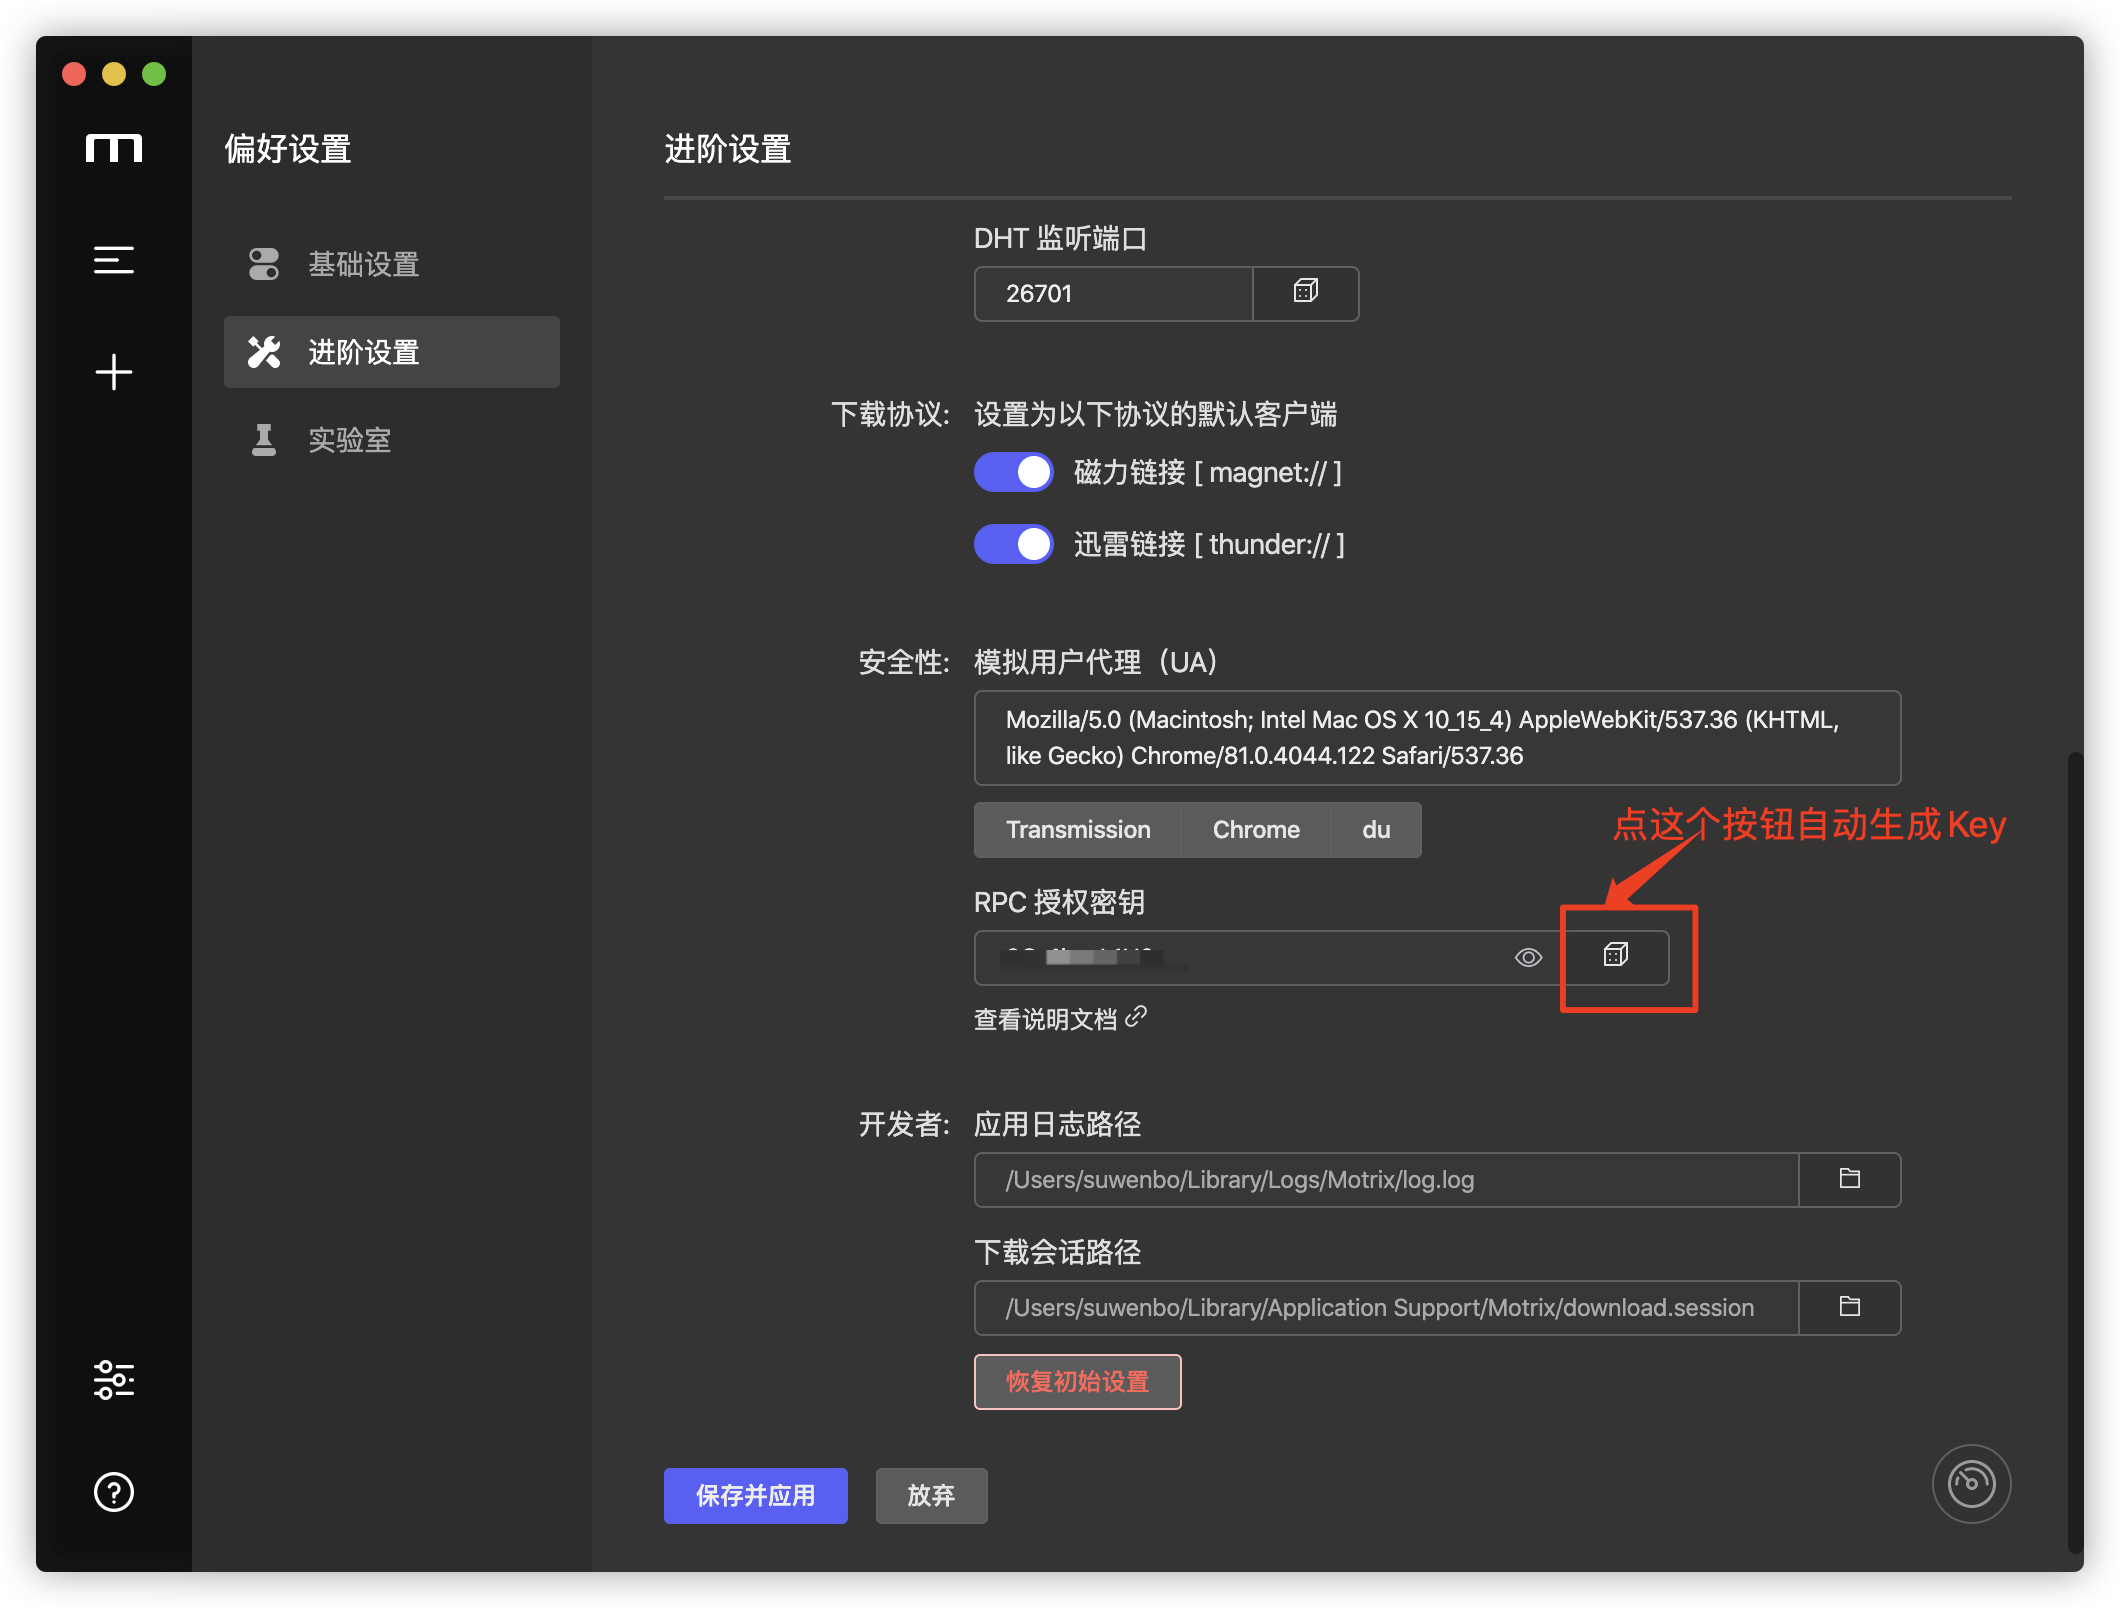 偏好设置
基础设置
进阶设置
实验室
进阶设置
DHT 监听端口
26701
下载协议: 设置为以下协议的默认客户端
磁力链接 [ magnet:// ]
迅雷链接 [ thunder:// ]
安全性: 模拟用户代理（UA）
Mozilla/5.0 (Macintosh; Intel Mac OS X 10_15_4) AppleWebKit/537.36 (KHTML,
like Gecko) Chrome/81.0.4044.122 Safari/537.36
Transmission Chrome du
点这个按钮自动生成Key
RPC 授权密钥
查看说明文档
开发者: 应用日志路径
/Users/suwenbo/Library/Logs/Motrix/log.log
下载会话路径
/Users/suwenbo/Library/Application Support/Motrix/download.session
恢复初始设置
保存并应用 放弃